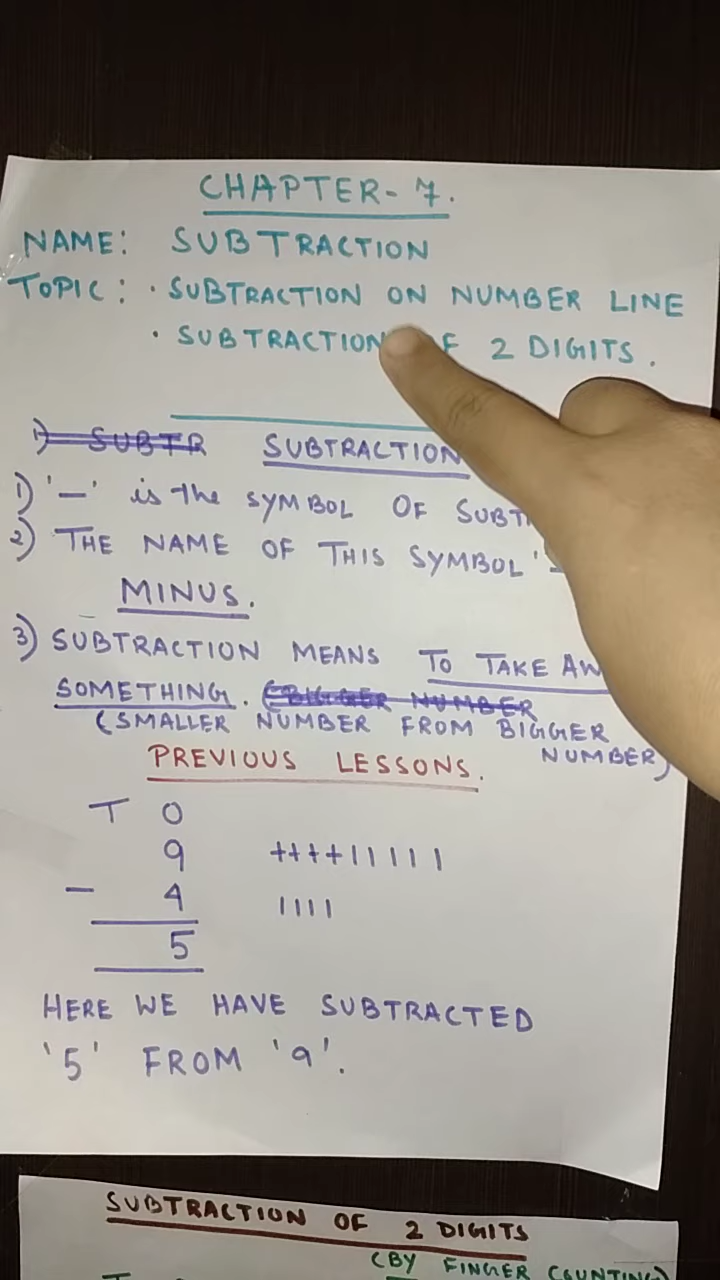 CHAPTER-7.
NAME: SUBTRACTION
TOPIC: · SUBTRACTION ON NUMBER LINE
· SUBTRACTION OF 2 DIGITS.
1) SUBTR SUBTRACTION
1) '—' is the SYMBOL OF
2) THE NAME OF THIS SYMBOL
MINUS.
3) SUBTRACTION MEANS TO TAKE
SOMETHING. (BIGGER NUMBER
(SMALLER NUMBER FROM BIGGER
NUMBER)
PREVIOUS LESSONS.
T O
9
- 4
5
HERE WE HAVE SUBTRACTED
'5' FROM '9'.
SUBTRACTION OF 2 DIGITS
(BY FINGER COUNTING)